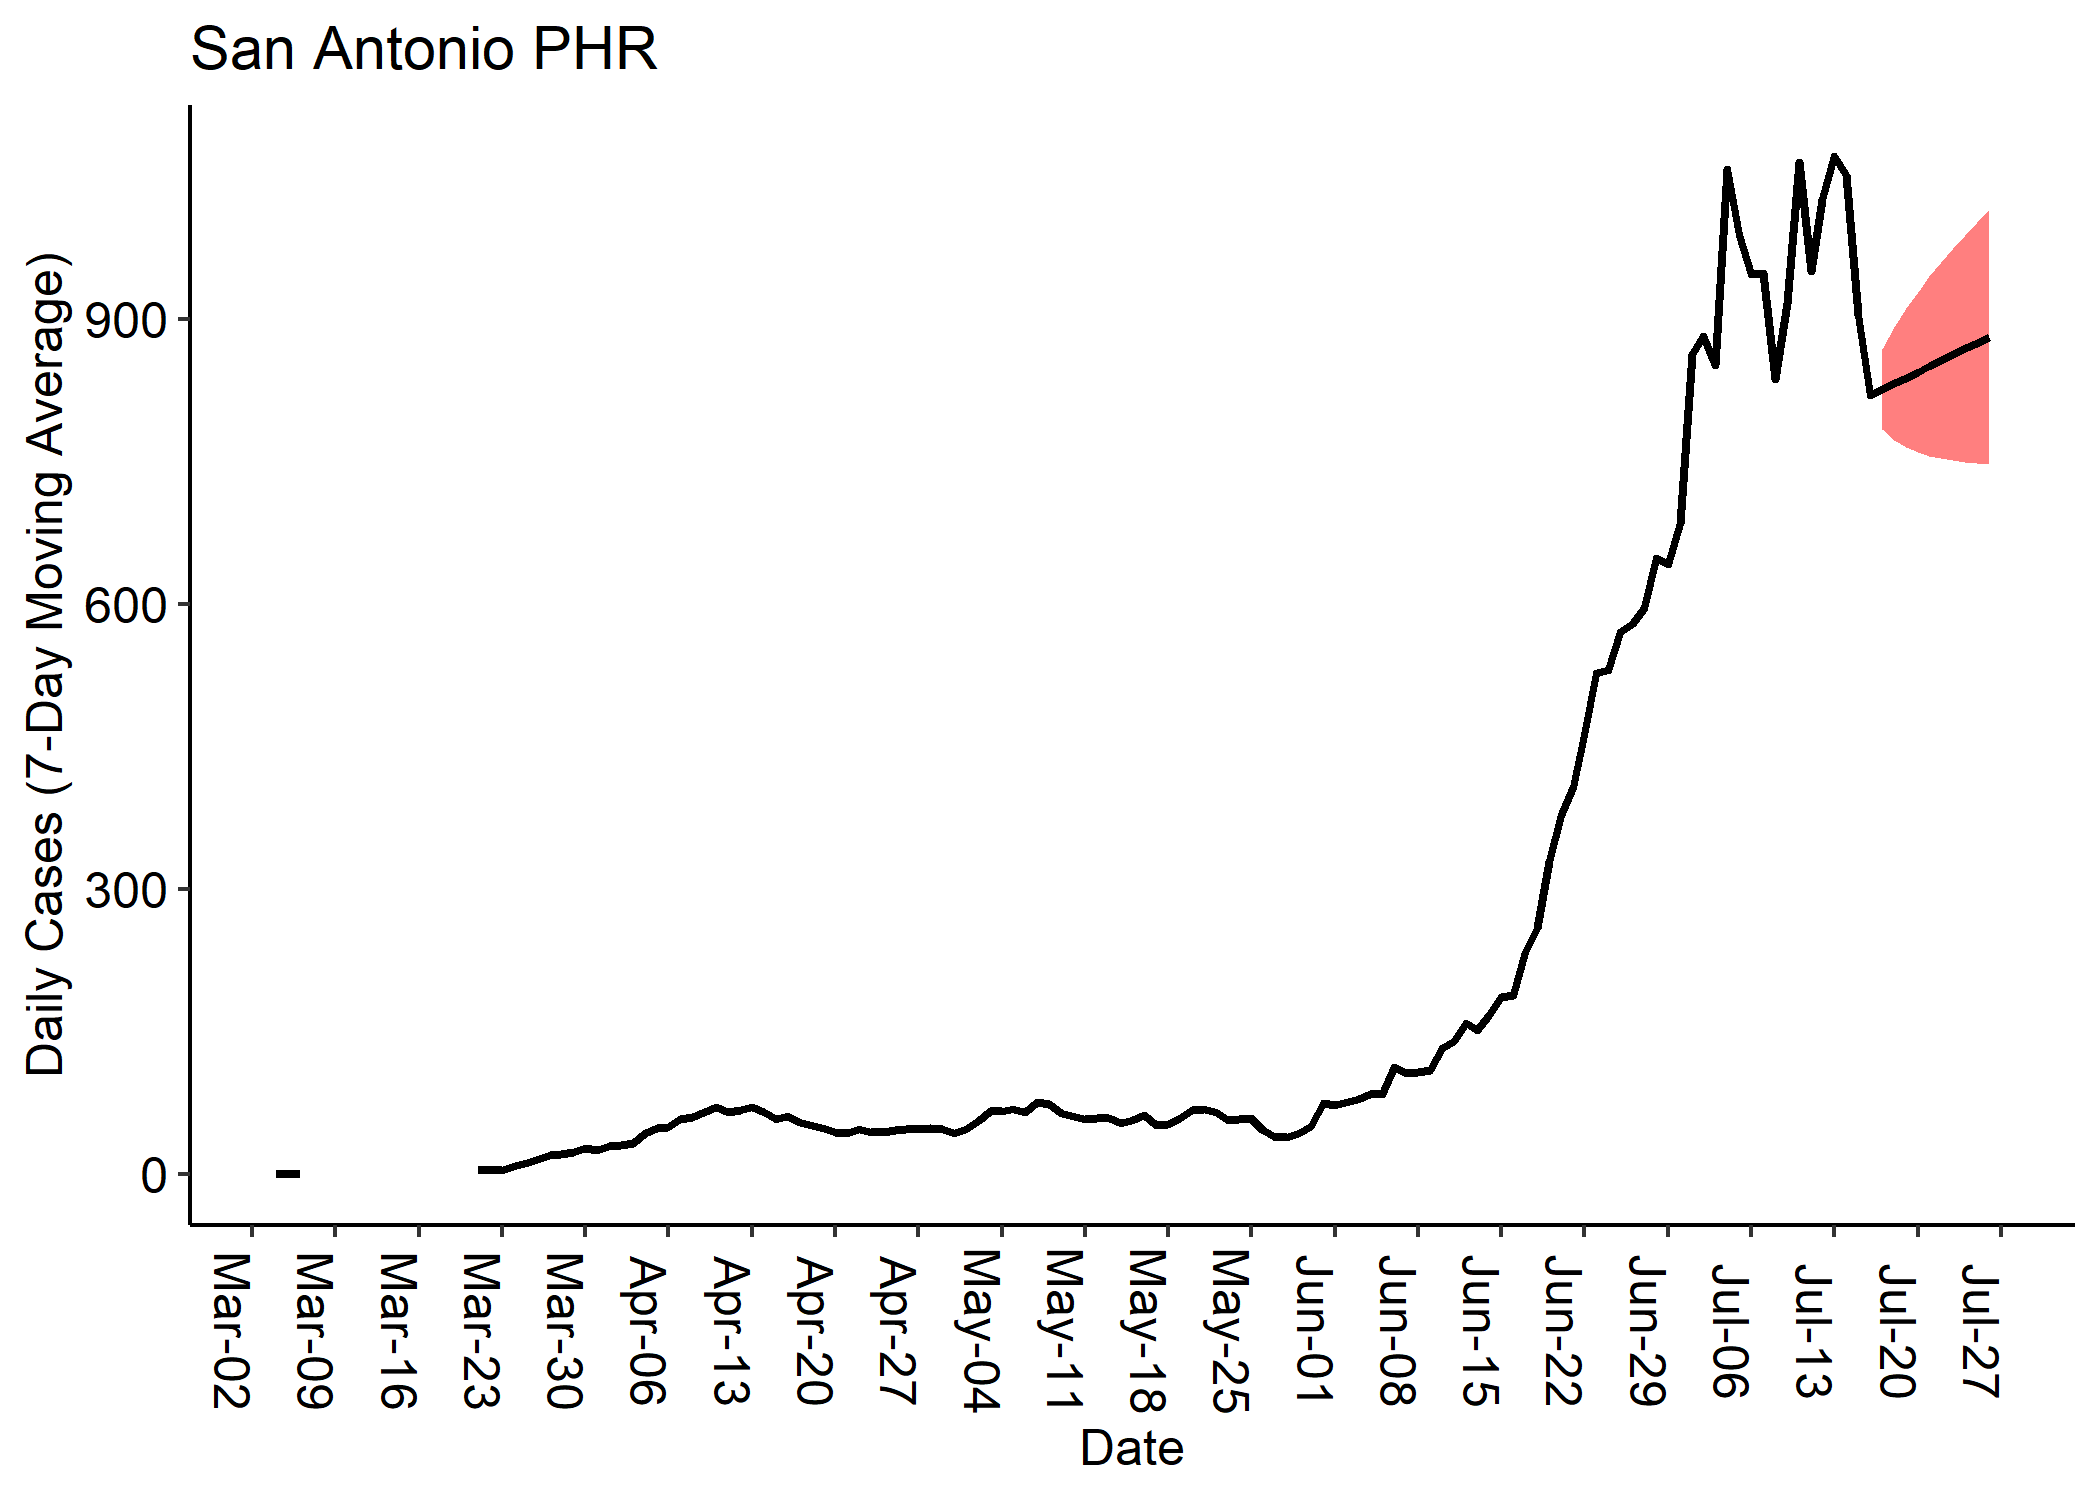 San Antonio PHR
Daily Cases (7-Day Moving Average)
900
600
300
0
Mar-02
Mar-09
Mar-16
Mar-23
Mar-30
Apr-06
Apr-13
Apr-20
Apr-27
May-04
May-11
May-18
May-25
Jun-01
Jun-08
Jun-15
Jun-22
Jun-29
Jul-06
Jul-13
Jul-20
Jul-27
Date